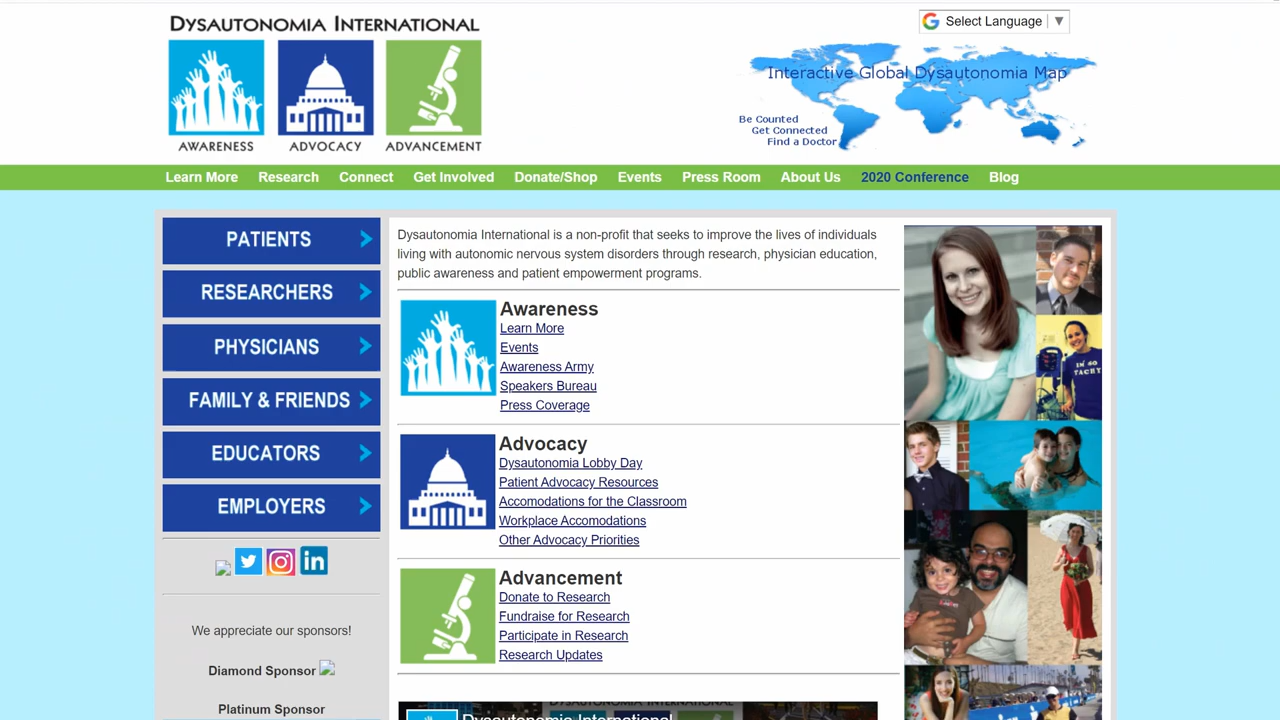 DYSAUTONOMIA INTERNATIONAL
AWARENESS ADVOCACY ADVANCEMENT
Select Language ▼
Interactive Global Dysautonomia Map
Be Counted
Get Connected
Find a Doctor
Learn More Research Connect Get Involved Donate/Shop Events Press Room About Us 2020 Conference Blog
PATIENTS
RESEARCHERS
PHYSICIANS
FAMILY & FRIENDS
EDUCATORS
EMPLOYERS
We appreciate our sponsors!
Diamond Sponsor
Platinum Sponsor
Dysautonomia International is a non-profit that seeks to improve the lives of individuals
living with autonomic nervous system disorders through research, physician education,
public awareness and patient empowerment programs.
Awareness
Learn More
Events
Awareness Army
Speakers Bureau
Press Coverage
Advocacy
Dysautonomia Lobby Day
Patient Advocacy Resources
Accomodations for the Classroom
Workplace Accomodations
Other Advocacy Priorities
Advancement
Donate to Research
Fundraise for Research
Participate in Research
Research Updates
Dysautonomia International
I'M SO
TACHY